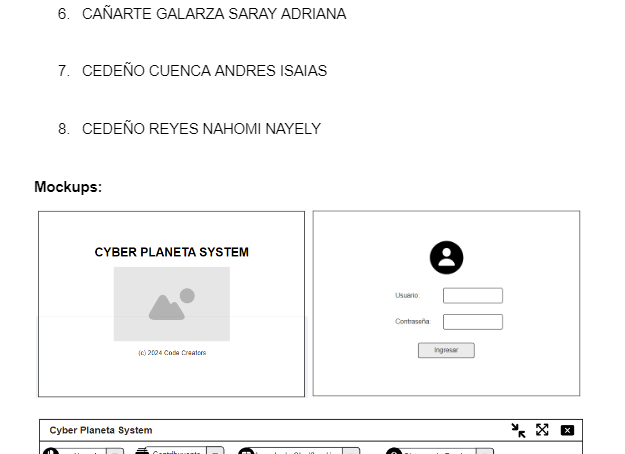 6. CAÑARTE GALARZA SARAY ADRIANA
7. CEDEÑO CUENCA ANDRES ISAIAS
8. CEDEÑO REYES NAHOMI NAYELY
Mockups:
CYBER PLANETA SYSTEM
(c) 2024 Code Creators
Usuario:
Contraseña:
Ingresar
Cyber Planeta System
Contribuyente